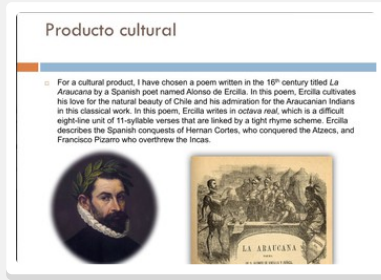 Producto cultural
For a cultural product, I have chosen a poem written in the 16th century titled La
Araucana by a Spanish poet named Alonso de Ercilla. In this poem, Ercilla cultivates
his love for the natural beauty of Chile and his admiration for the Araucanian Indians
in this classical work. In this poem, Ercilla writes in octava real, which is a difficult
eight-line unit of 11-syllable verses that are linked by a tight rhyme scheme. Ercilla
describes the Spanish conquests of Hernan Cortes, who conquered the Atzecs, and
Francisco Pizarro who overthrew the Incas.
LA ARAUCANA